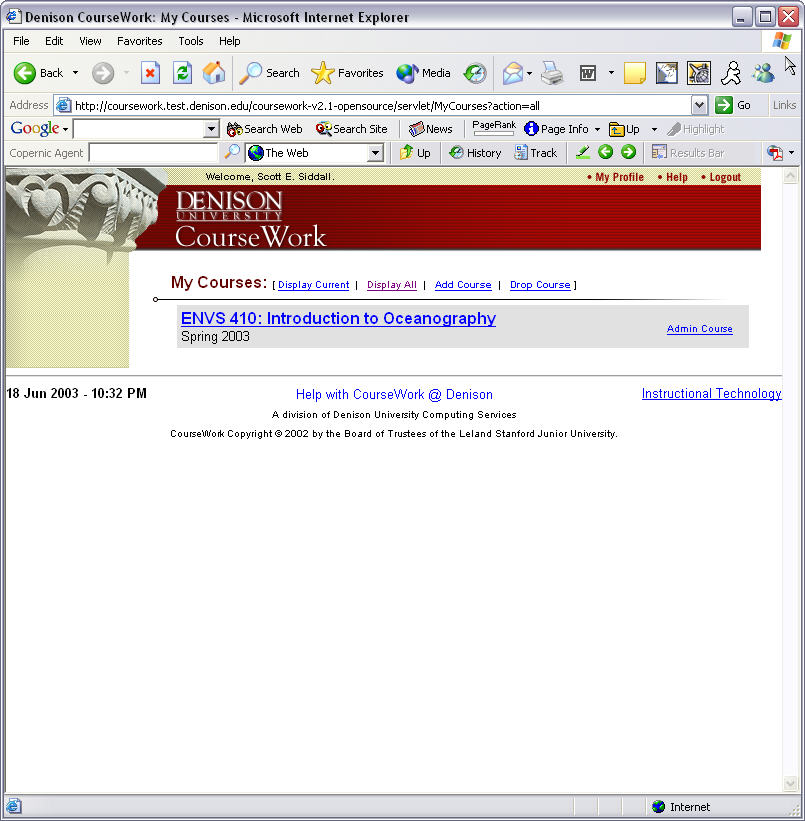 Denison CourseWork: My Courses - Microsoft Internet Explorer
File Edit View Favorites Tools Help
Back Search Favorites Media
Address http://coursework.test.denison.edu/coursework-v2.1-opensource/servlet/MyCourses?action=all Go Links
Google Search Web Search Site News PageRank Page Info Up Highlight
Copernic Agent The Web Up History Track Results Bar
Welcome, Scott E. Siddall. • My Profile • Help • Logout
DENISON
UNIVERSITY
CourseWork
My Courses: [ Display Current | Display All | Add Course | Drop Course ]
ENVS 410: Introduction to Oceanography
Spring 2003
Admin Course
18 Jun 2003 - 10:32 PM Help with CourseWork @ Denison Instructional Technology
A division of Denison University Computing Services
CourseWork Copyright © 2002 by the Board of Trustees of the Leland Stanford Junior University.
Internet